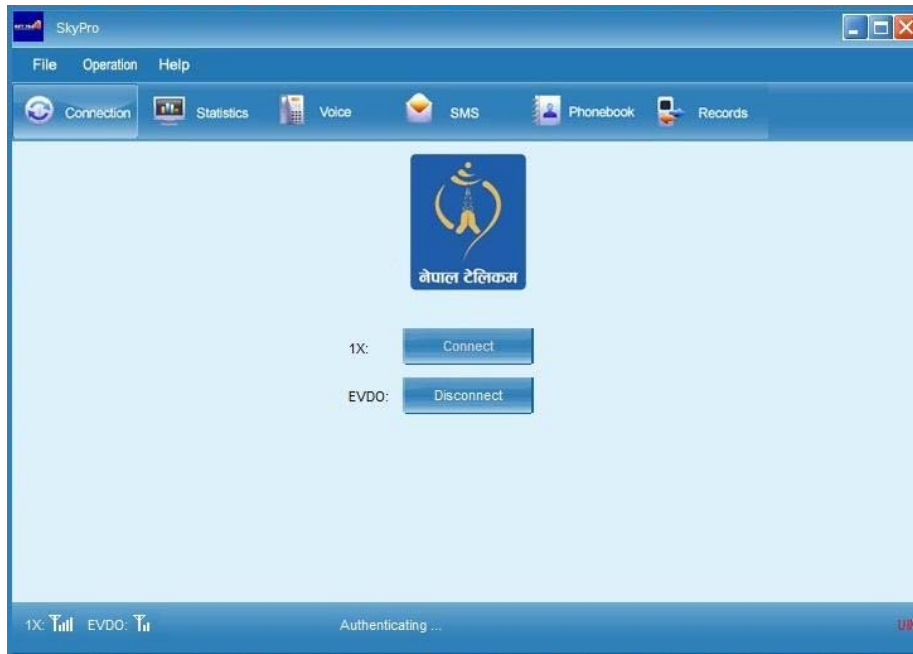 SkyPro
File Operation Help
Connection Statistics Voice SMS Phonebook Records
नेपाल टेलिकम
1X: Connect
EVDO: Disconnect
1X: EVDO: Authenticating ...